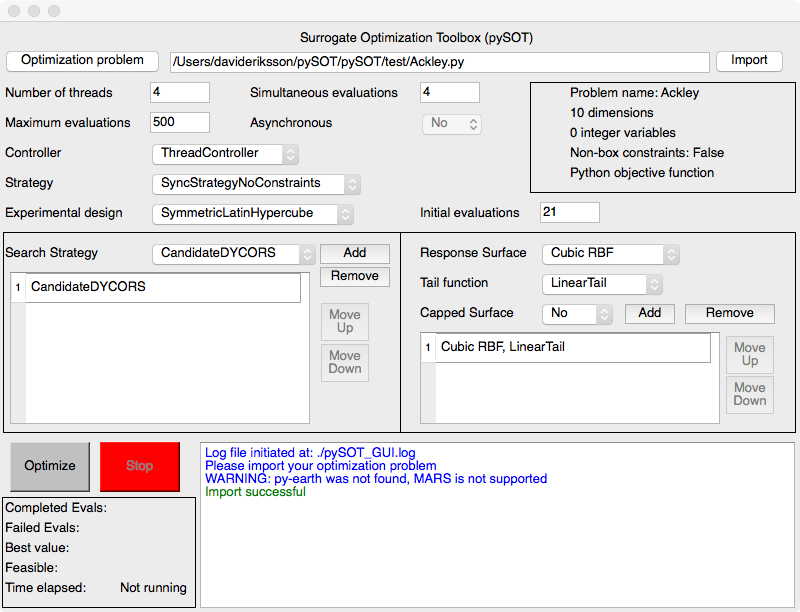 Surrogate Optimization Toolbox (pySOT)
Optimization problem /Users/davideriksson/pySOT/pySOT/test/Ackley.py Import
Number of threads 4 Simultaneous evaluations 4
Maximum evaluations 500 Asynchronous No
Controller ThreadController
Strategy SyncStrategyNoConstraints
Experimental design SymmetricLatinHypercube Initial evaluations 21
Problem name: Ackley
10 dimensions
0 integer variables
Non-box constraints: False
Python objective function
Search Strategy CandidateDYCORS Add
Remove
1 CandidateDYCORS
Move
Up
Move
Down
Response Surface Cubic RBF
Tail function LinearTail
Capped Surface No Add Remove
1 Cubic RBF, LinearTail
Move
Up
Move
Down
Optimize Stop
Log file initiated at: ./pySOT_GUI.log
Please import your optimization problem
WARNING: py-earth was not found, MARS is not supported
Import successful
Completed Evals:
Failed Evals:
Best value:
Feasible:
Time elapsed: Not running